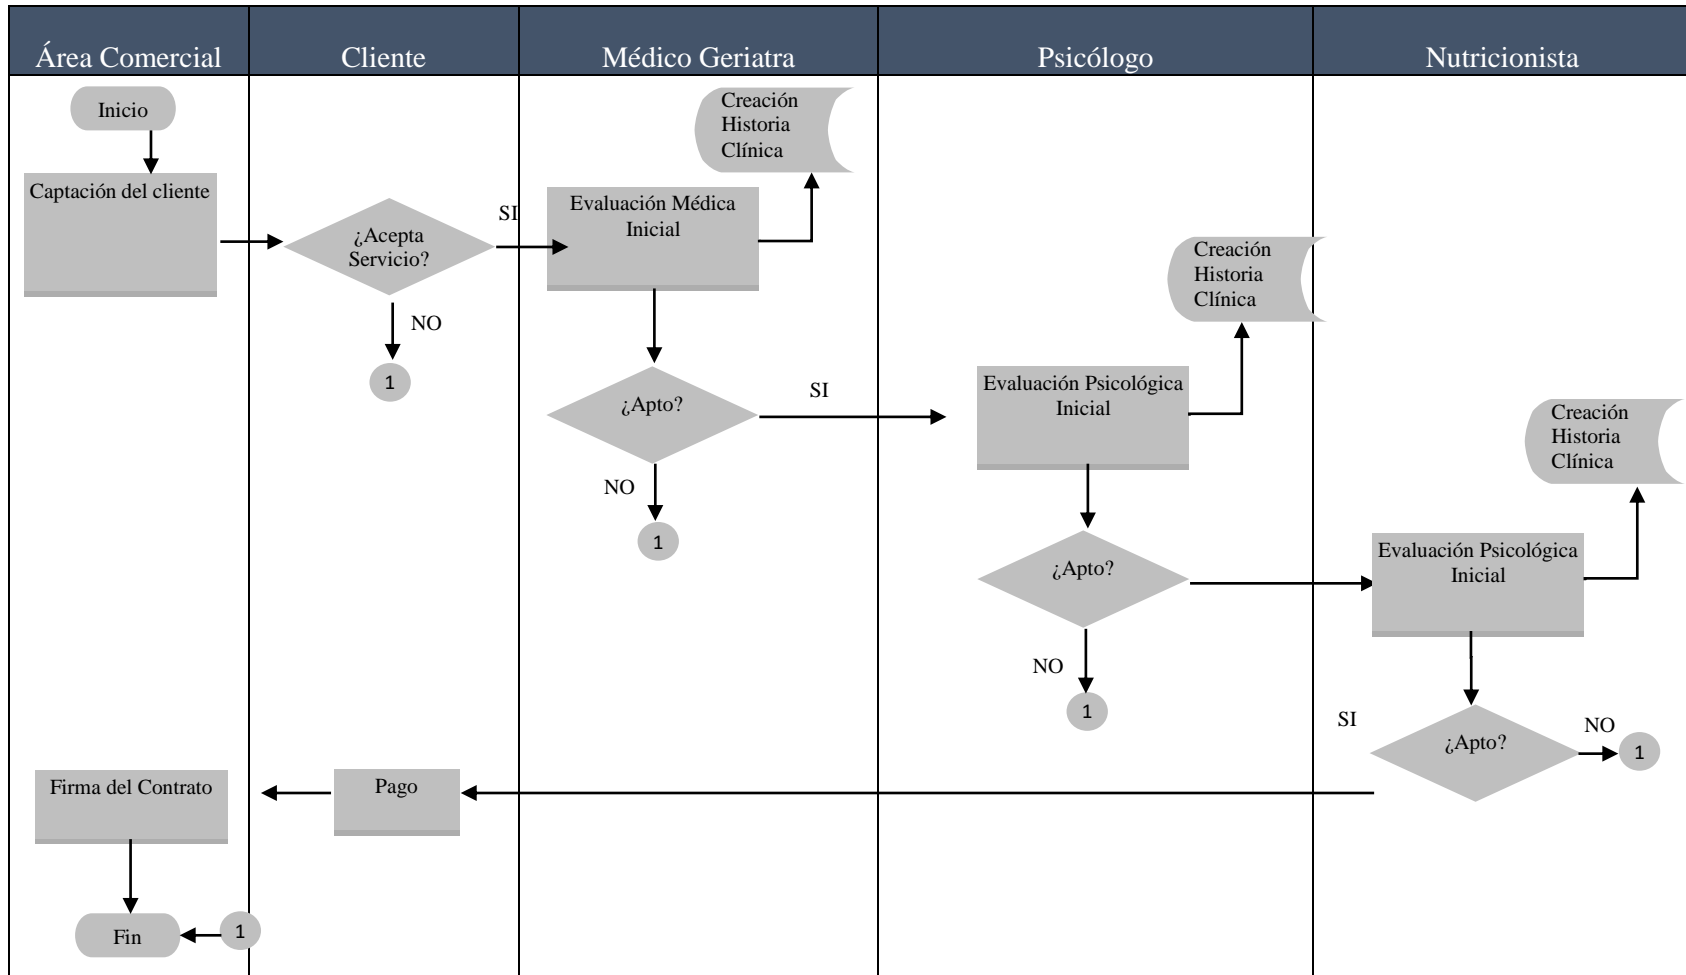 Área Comercial
Cliente
Médico Geriatra
Psicólogo
Nutricionista
Inicio
Captación del cliente
¿Acepta
Servicio?
SI
NO
1
Evaluación Médica
Inicial
Creación
Historia
Clínica
¿Apto?
SI
NO
1
Evaluación Psicológica
Inicial
Creación
Historia
Clínica
¿Apto?
NO
1
Evaluación Psicológica
Inicial
Creación
Historia
Clínica
¿Apto?
SI
NO
1
Pago
Firma del Contrato
Fin
1